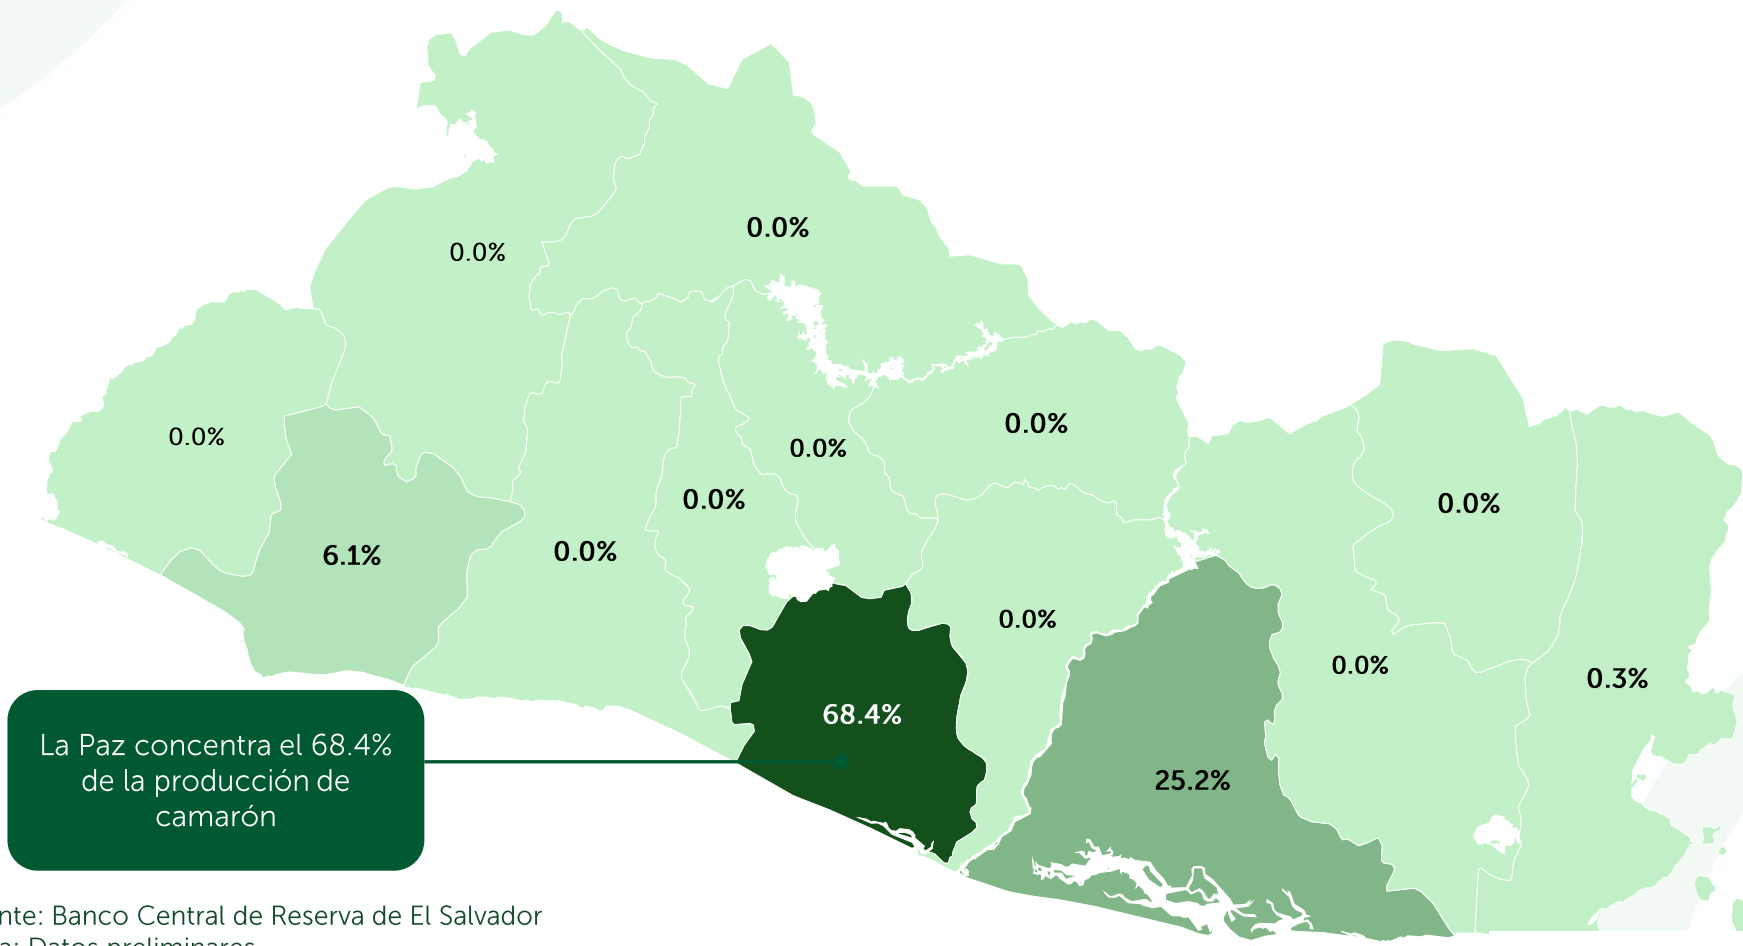 0.0%
0.0%
0.0%
0.0%
0.0%
0.0%
0.0%
6.1%
0.0%
0.0%
0.0%
0.3%
68.4%
25.2%
La Paz concentra el 68.4%
de la producción de
camarón
nte: Banco Central de Reserva de El Salvador
a: Datos preliminares